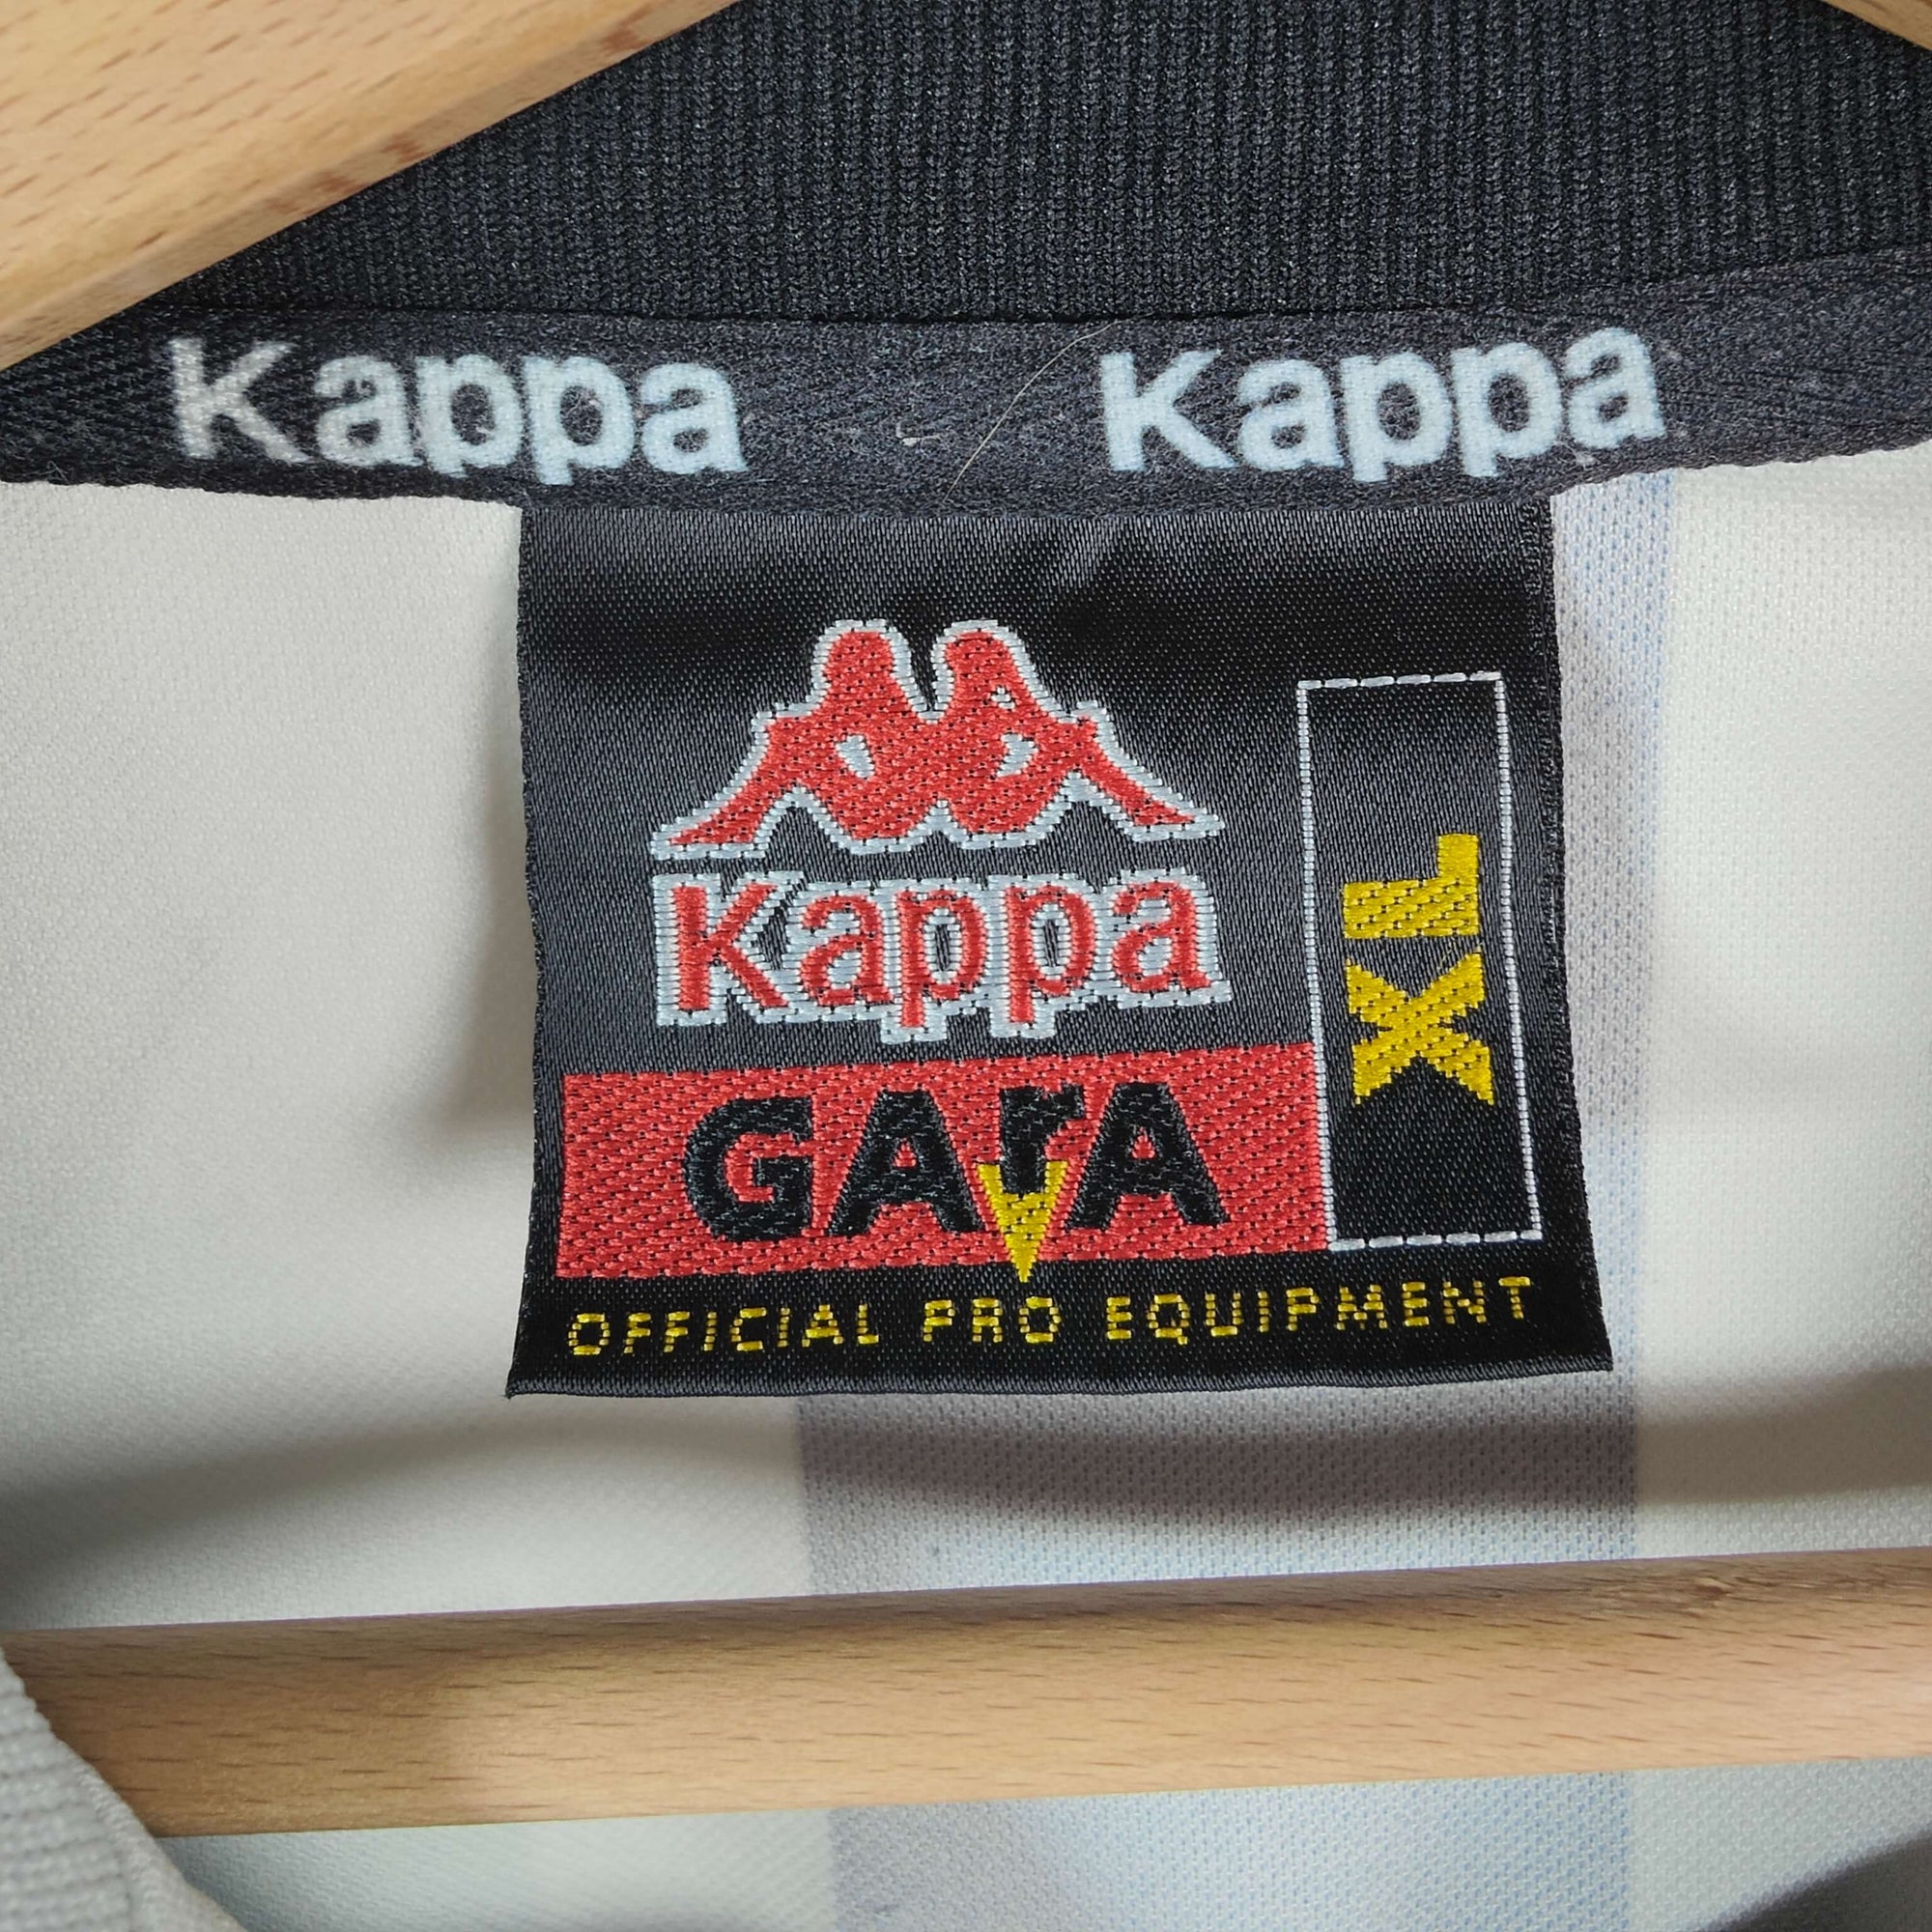 Kappa Kappa
Kappa
XL
GArA
OFFICIAL PRO EQUIPMENT